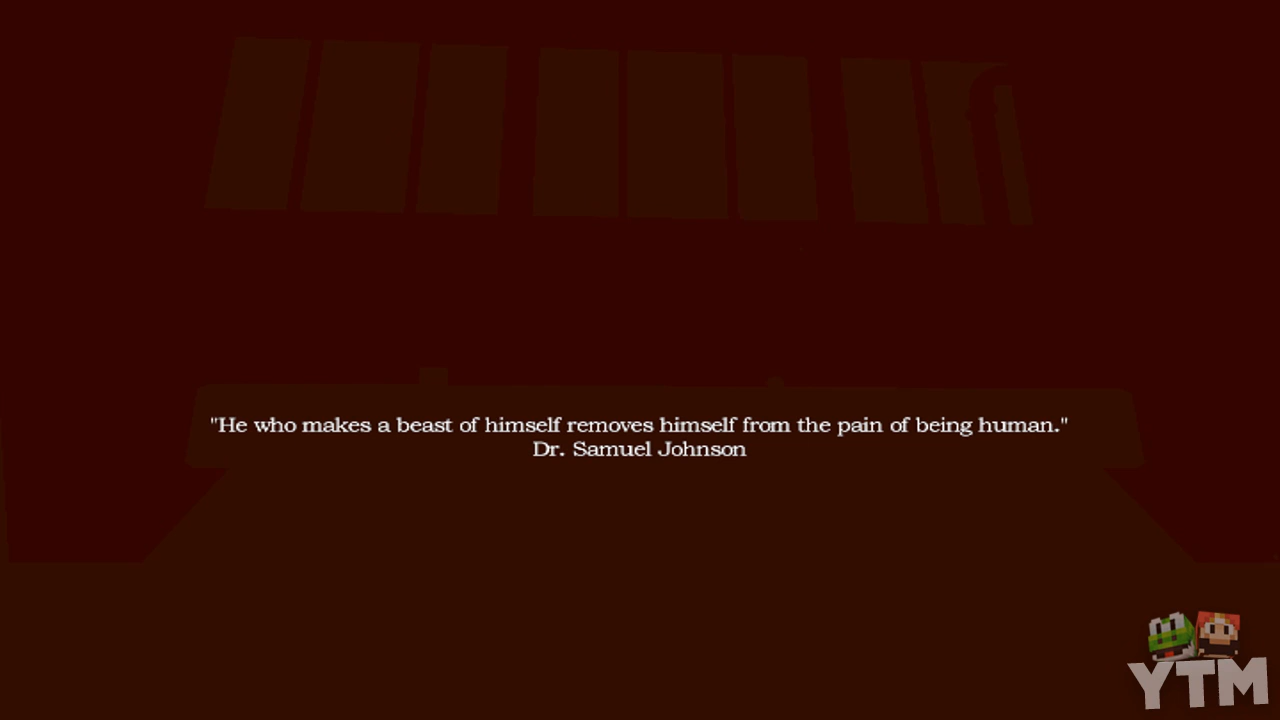 "He who makes a beast of himself removes himself from the pain of being human."
Dr. Samuel Johnson
YTM